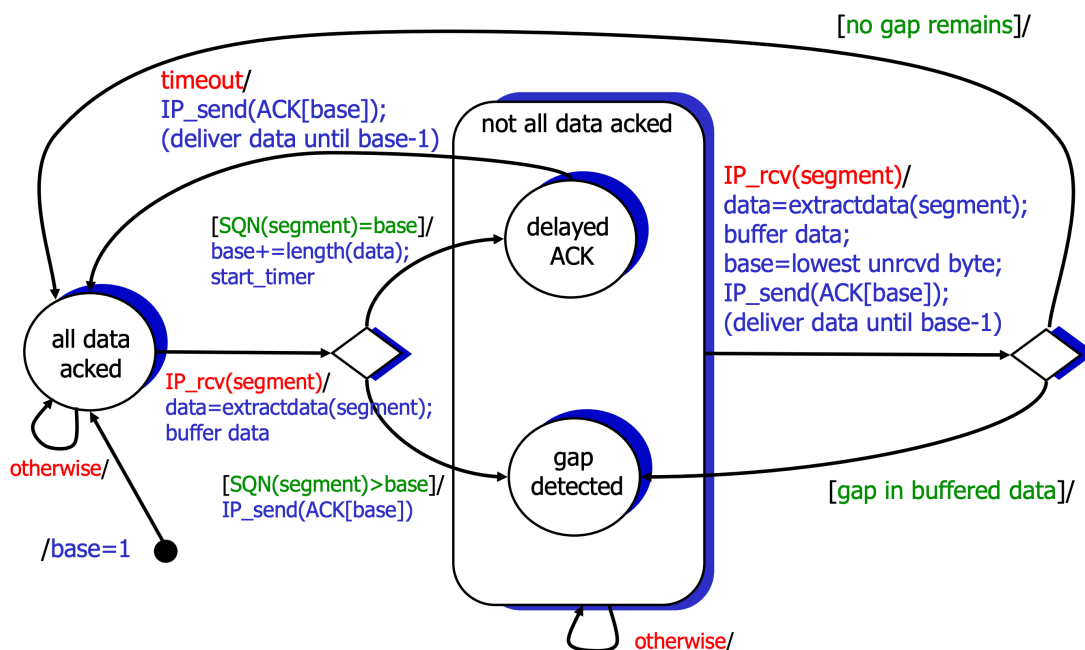 [no gap remains]/
timeout/
IP_send(ACK[base]);
(deliver data until base-1)
not all data acked
IP_rcv(segment)/
data=extractdata(segment);
buffer data;
base=lowest unrcvd byte;
IP_send(ACK[base]);
(deliver data until base-1)
[SQN(segment)=base]/
base+=length(data);
start_timer
delayed
ACK
all data
acked
IP_rcv(segment)/
data=extractdata(segment);
buffer data
otherwise/
gap
detected
[SQN(segment)>base]/
IP_send(ACK[base])
[gap in buffered data]/
/base=1
otherwise/